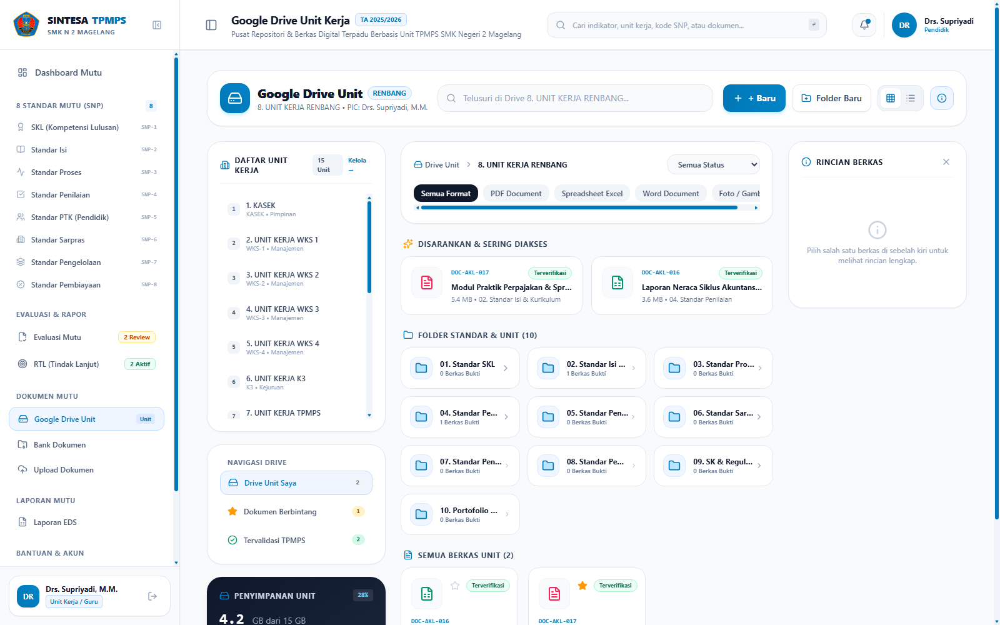 SINTESA TPMPS
SMK N 2 MAGELANG
Dashboard Mutu
8 STANDAR MUTU (SNP)
8
SKL (Kompetensi Lulusan)
SNP-1
Standar Isi
SNP-2
Standar Proses
SNP-3
Standar Penilaian
SNP-4
Standar PTK (Pendidik)
SNP-5
Standar Sarpras
SNP-6
Standar Pengelolaan
SNP-7
Standar Pembiayaan
SNP-8
EVALUASI & RAPOR
Evaluasi Mutu
2 Review
RTL (Tindak Lanjut)
2 Aktif
DOKUMEN MUTU
Google Drive Unit
Unit
Bank Dokumen
Upload Dokumen
LAPORAN MUTU
Laporan EDS
BANTUAN & AKUN
DR
Drs. Supriyadi, M.M.
Unit Kerja / Guru
Google Drive Unit Kerja
TA 2025/2026
Pusat Repositori & Berkas Digital Terpadu Berbasis Unit TPMPS SMK Negeri 2 Magelang
Cari indikator, unit kerja, kode SNP, atau dokumen...
DR
Drs. Supriyadi
Pendidik
Google Drive Unit
RENBANG
8. UNIT KERJA RENBANG • PIC: Drs. Supriyadi, M.M.
Telusuri di Drive 8. UNIT KERJA RENBANG...
+ Baru
Folder Baru
DAFTAR UNIT KERJA
15 Unit
Kelola →
1
1. KASEK
KASEK • Pimpinan
2
2. UNIT KERJA WKS 1
WKS-1 • Manajemen
3
3. UNIT KERJA WKS 2
WKS-2 • Manajemen
4
4. UNIT KERJA WKS 3
WKS-3 • Manajemen
5
5. UNIT KERJA WKS 4
WKS-4 • Manajemen
6
6. UNIT KERJA K3
K3 • Kejuruan
7
7. UNIT KERJA TPMPS
NAVIGASI DRIVE
Drive Unit Saya
2
Dokumen Berbintang
1
Tervalidasi TPMPS
2
PENYIMPANAN UNIT
28%
4.2 GB dari 15 GB
Drive Unit
8. UNIT KERJA RENBANG
Semua Status
Semua Format
PDF Document
Spreadsheet Excel
Word Document
Foto / Gamb
DISARANKAN & SERING DIAKSES
DOC-AKL-017
Terverifikasi
Modul Praktik Perpajakan & Spr...
5.4 MB • 02. Standar Isi & Kurikulum
DOC-AKL-016
Terverifikasi
Laporan Neraca Siklus Akuntans...
3.6 MB • 04. Standar Penilaian
FOLDER STANDAR & UNIT (10)
01. Standar SKL
0 Berkas Bukti
02. Standar Isi ...
1 Berkas Bukti
03. Standar Pro...
0 Berkas Bukti
04. Standar Pe...
1 Berkas Bukti
05. Standar Pen...
0 Berkas Bukti
06. Standar Sar...
0 Berkas Bukti
07. Standar Pen...
0 Berkas Bukti
08. Standar Pe...
0 Berkas Bukti
09. SK & Regul...
0 Berkas Bukti
10. Portofolio ...
0 Berkas Bukti
SEMUA BERKAS UNIT (2)
Terverifikasi
DOC-AKL-016
Terverifikasi
DOC-AKL-017
RINCIAN BERKAS
Pilih salah satu berkas di sebelah kiri untuk
melihat rincian lengkap.